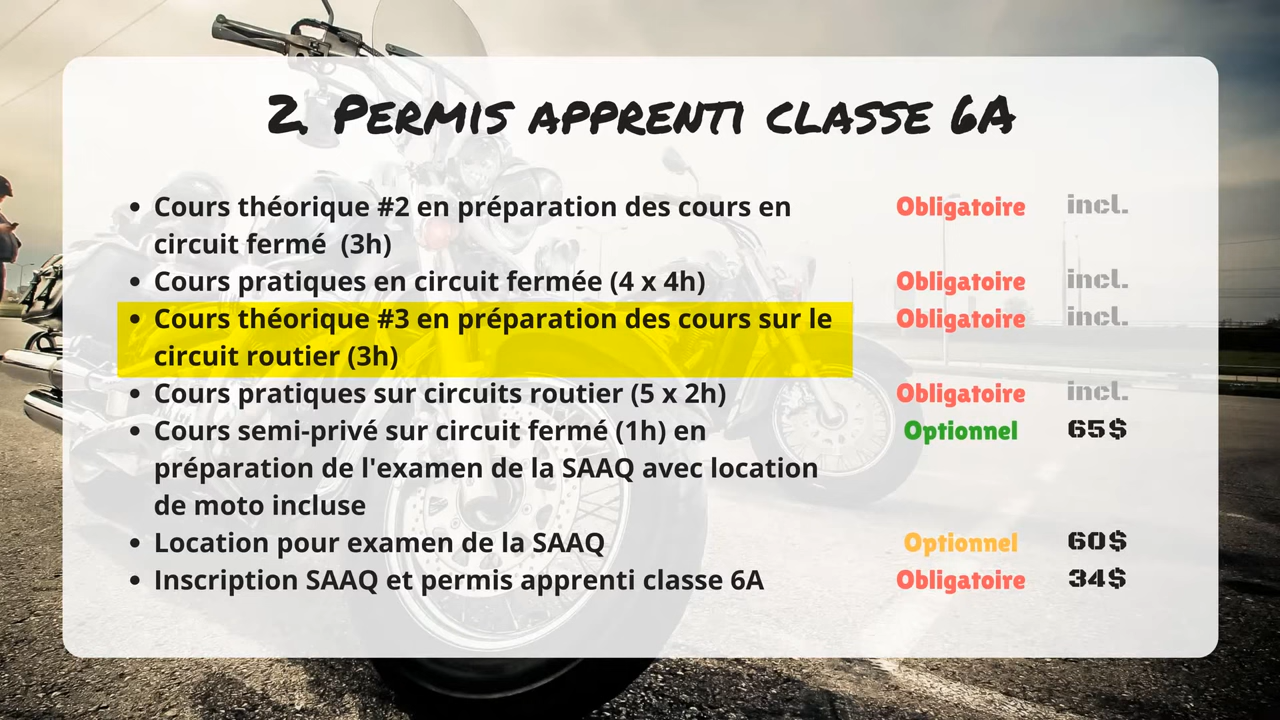 2. Permis apprenti classe 6A
• Cours théorique #2 en préparation des cours en Obligatoire incl.
circuit fermé (3h)
• Cours pratiques en circuit fermée (4 x 4h) Obligatoire incl.
• Cours théorique #3 en préparation des cours sur le Obligatoire incl.
circuit routier (3h)
• Cours pratiques sur circuits routier (5 x 2h) Obligatoire incl.
• Cours semi-privé sur circuit fermé (1h) en Optionnel 65$
préparation de l'examen de la SAAQ avec location
de moto incluse
• Location pour examen de la SAAQ Optionnel 60$
• Inscription SAAQ et permis apprenti classe 6A Obligatoire 34$